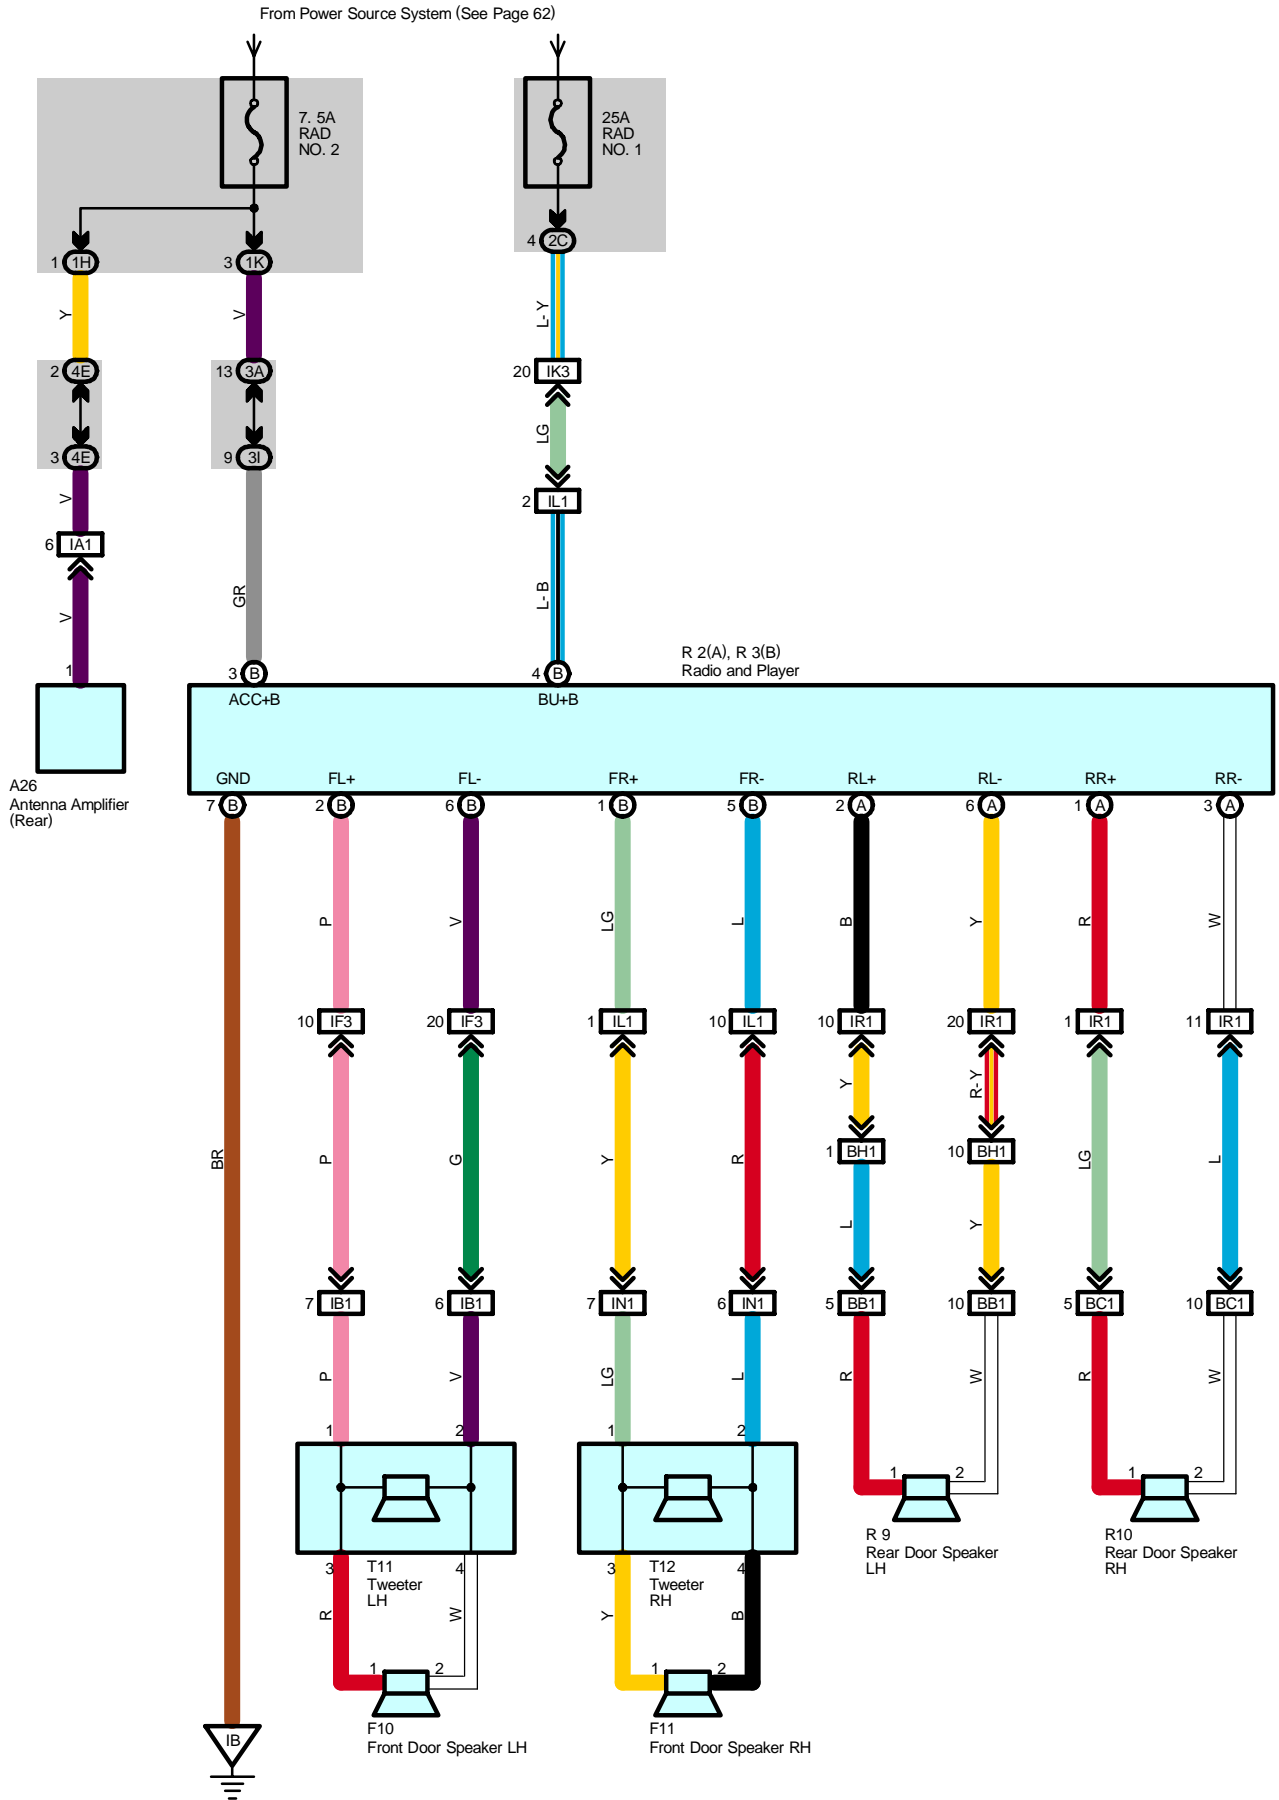 From Power Source System (See Page 62)
7. 5A
RAD
NO. 2
25A
RAD
NO. 1
4 2C
1 1H
3 1K
Y
V
L- Y
2 4E
13 3A
20 IK3
LG
3 4E
9 3I
V
2 IL1
6 IA1
V
GR
L- B
1
3 B
4 B
R 2(A), R 3(B)
Radio and Player
ACC+B
BU+B
A26
Antenna Amplifier
(Rear)
GND FL+ FL- FR+ FR- RL+ RL- RR+ RR-
7 B 2 B 6 B 1 B 5 B 2 A 6 A 1 A 3 A
P V LG L B Y R W
10 IF3 20 IF3 1 IL1 10 IL1 10 IR1 20 IR1 1 IR1 11 IR1
Y R- Y
1 BH1 10 BH1
BR P G Y R LG L
L Y
7 IB1 6 IB1 7 IN1 6 IN1 5 BB1 10 BB1 5 BC1 10 BC1
P V LG L R W R W
1 2 1 2
1 2 1 2
R 9
Rear Door Speaker
LH
R10
Rear Door Speaker
RH
3 4 3 4
T11
Tweeter
LH
T12
Tweeter
RH
R W Y B
1 2 1 2
F10
Front Door Speaker LH
F11
Front Door Speaker RH
IB